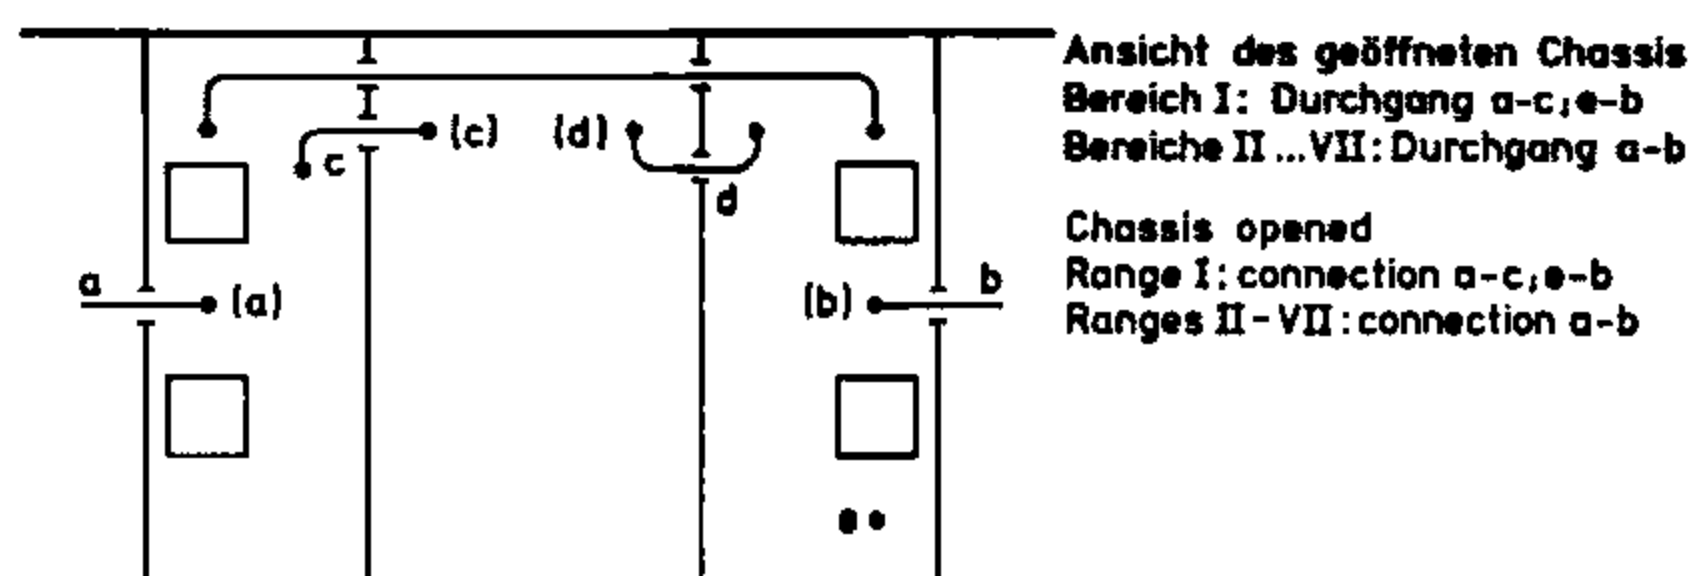 Ansicht des geöffneten Chassis
Bereich I: Durchgang a-c;e-b
Bereiche II...VII: Durchgang a-b
Chassis opened
Range I: connection a-c;e-b
Ranges II-VII: connection a-b
(c) (d)
c
d
a (a) (b) b
e